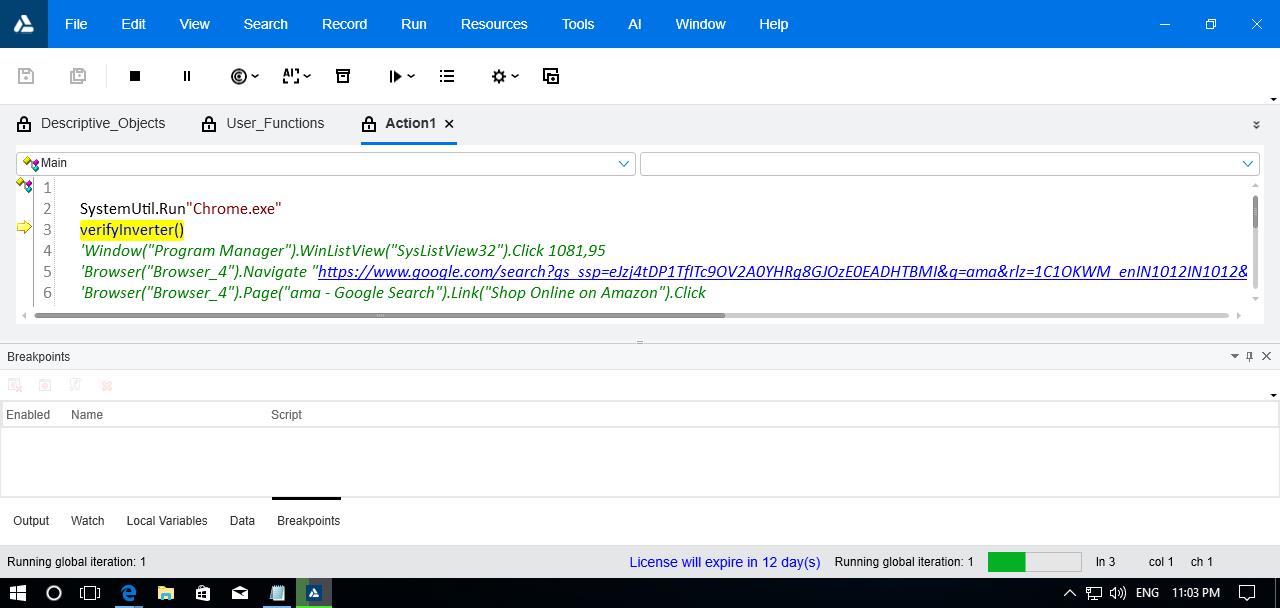 File Edit View Search Record Run Resources Tools AI Window Help
Descriptive_Objects User_Functions Action1
Main
1
2 SystemUtil.Run"Chrome.exe"
3 verifyInverter()
4 'Window("Program Manager").WinListView("SysListView32").Click 1081,95
5 'Browser("Browser_4").Navigate "https://www.google.com/search?gs_ssp=eJzj4tDP1TfITc9OV2A0YHRg8GJOzE0EADHTBMI&q=ama&rlz=1C1OKWM_enIN1012IN1012&
6 'Browser("Browser_4").Page("ama - Google Search").Link("Shop Online on Amazon").Click
Breakpoints
Enabled Name Script
Output Watch Local Variables Data Breakpoints
Running global iteration: 1 License will expire in 12 day(s) Running global iteration: 1 ln 3 col 1 ch 1
ENG 11:03 PM